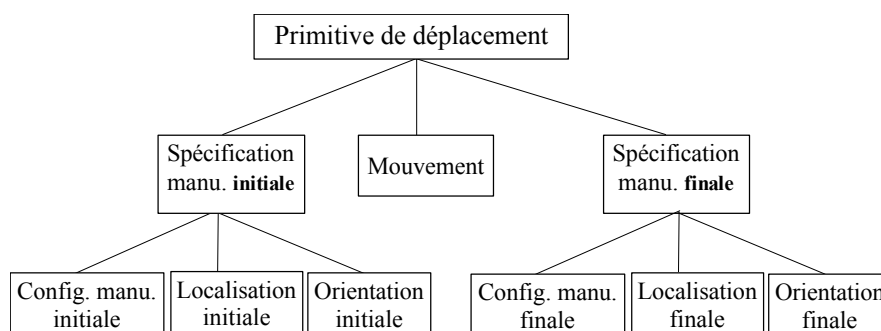 Primitive de déplacement
Spécification
manu. initiale
Mouvement
Spécification
manu. finale
Config. manu.
initiale
Localisation
initiale
Orientation
initiale
Config. manu.
finale
Localisation
finale
Orientation
finale